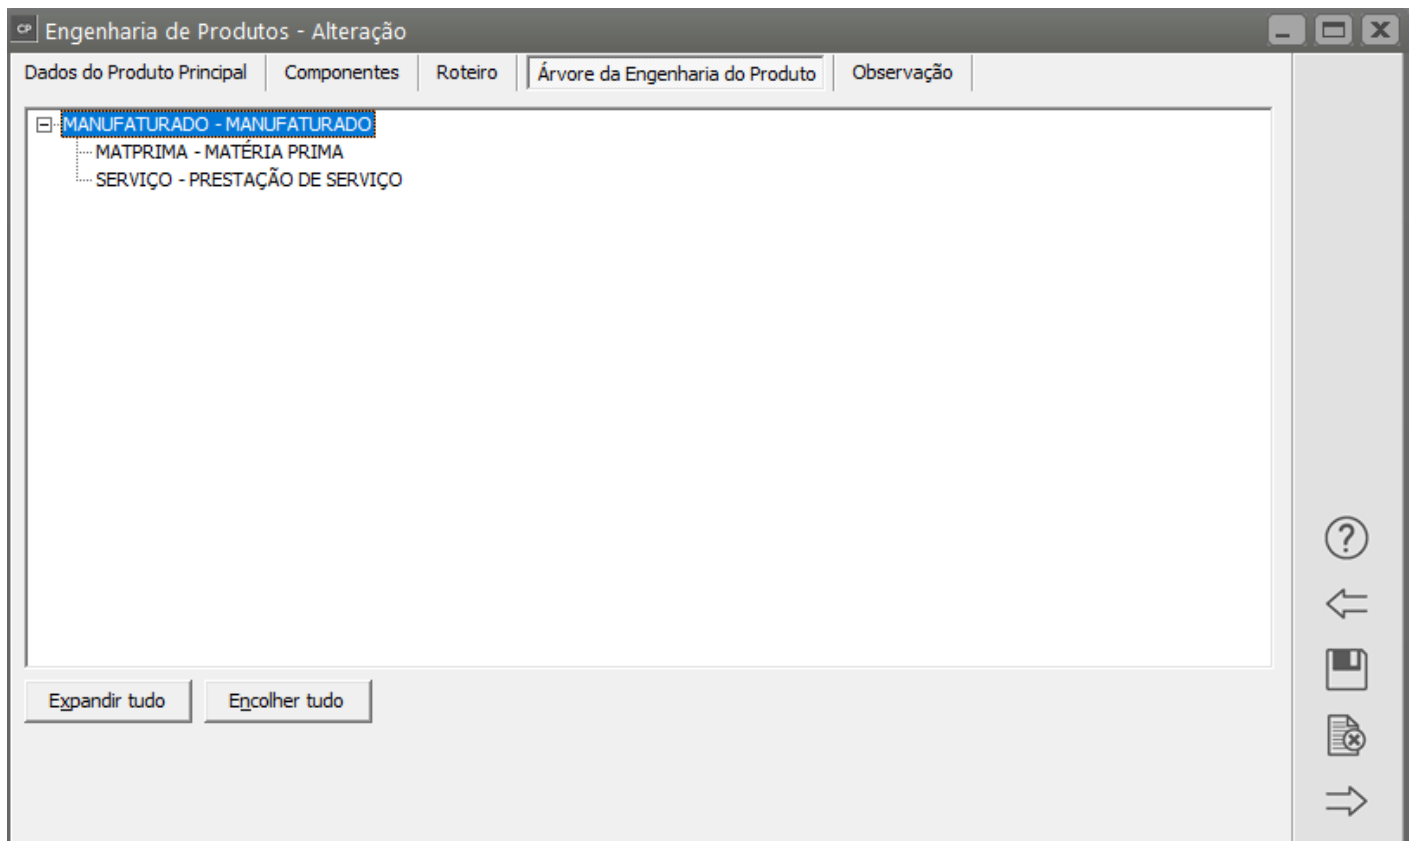 CP Engenharia de Produtos - Alteração
Dados do Produto Principal Componentes Roteiro Árvore da Engenharia do Produto Observação
MANUFATURADO - MANUFATURADO
MATPRIMA - MATÉRIA PRIMA
SERVIÇO - PRESTAÇÃO DE SERVIÇO
Expandir tudo Encolher tudo